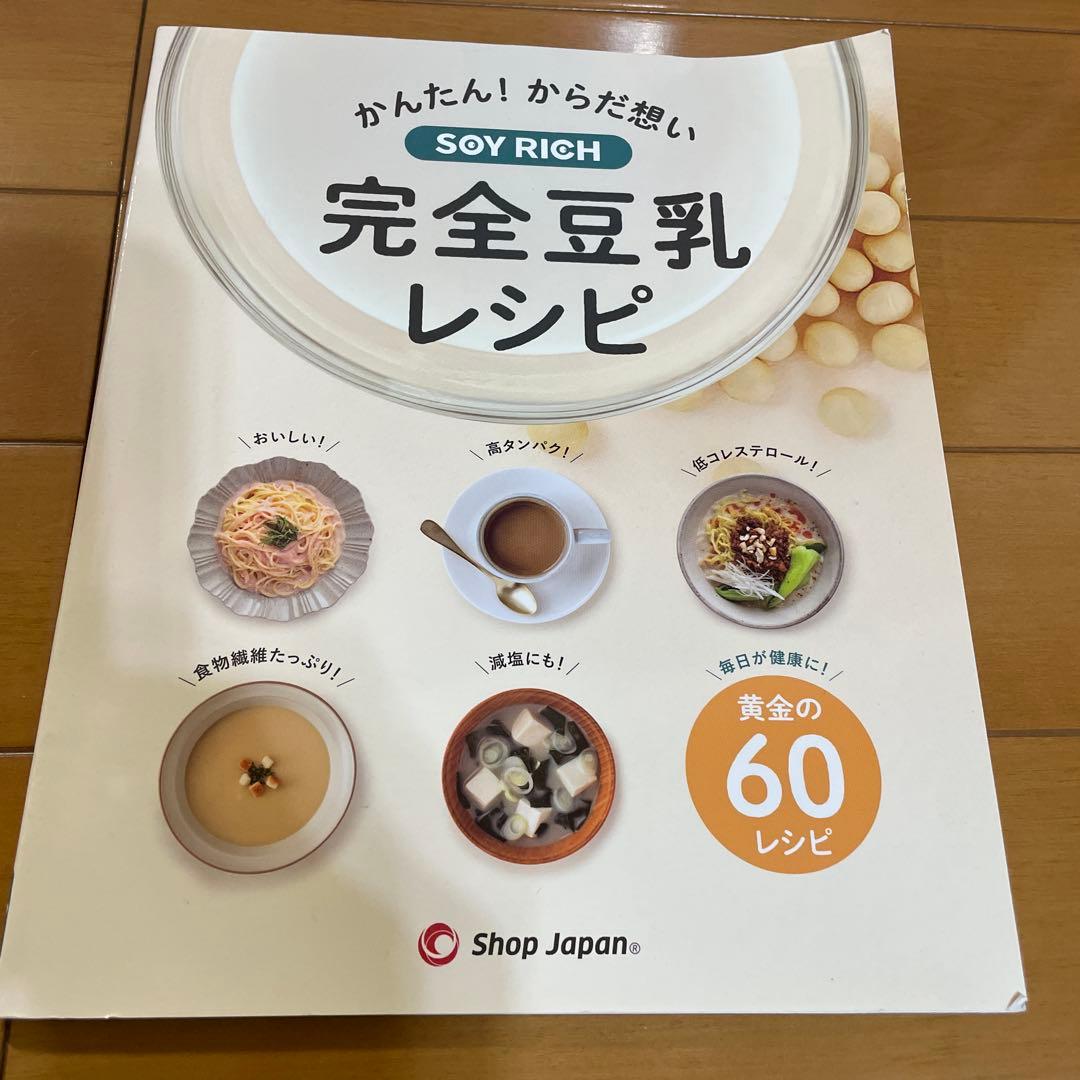 かんたん！からだ想い
SOY RICH
完全豆乳
レシピ
おいしい！
高タンパク！
低コレステロール！
食物繊維たっぷり！
減塩にも！
毎日が健康に！
黄金の
60
レシピ
Shop Japan®